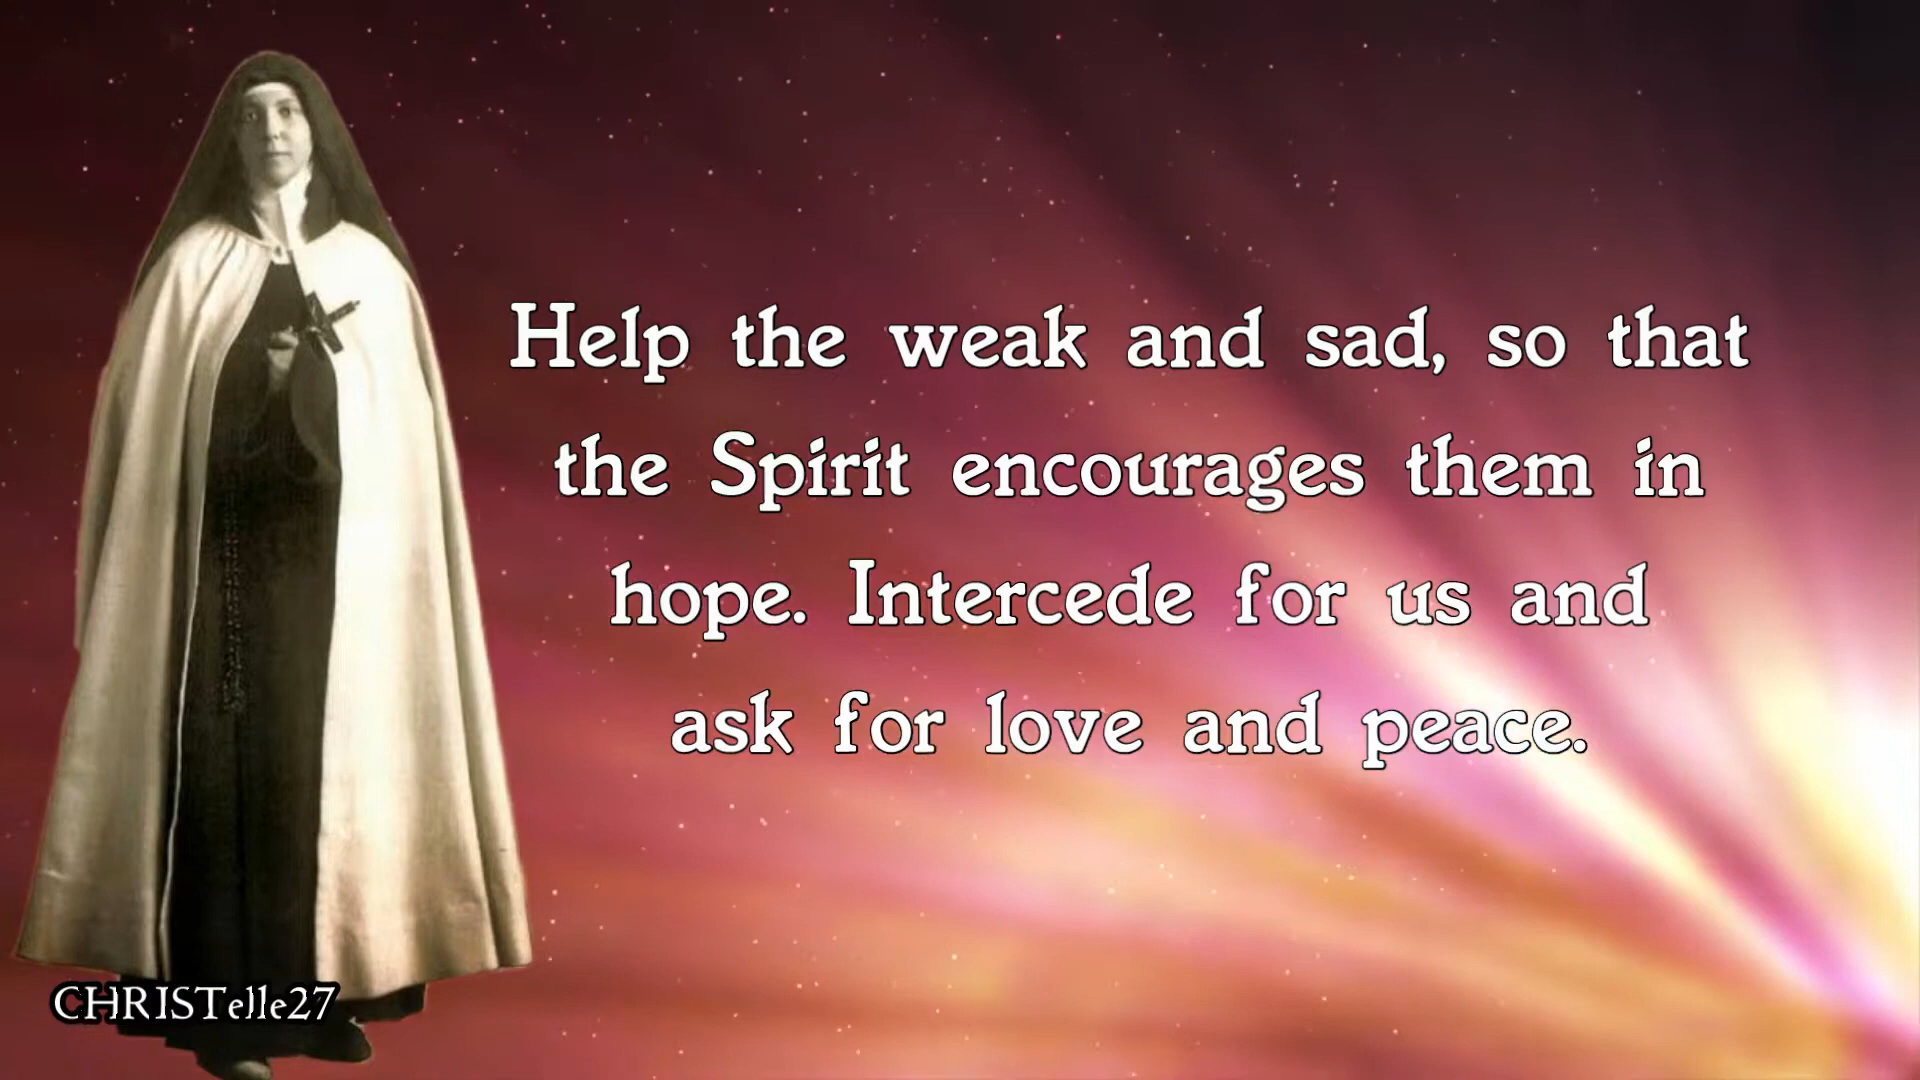 Help the weak and sad, so that
the Spirit encourages them in
hope. Intercede for us and
ask for love and peace.
CHRISTelle27